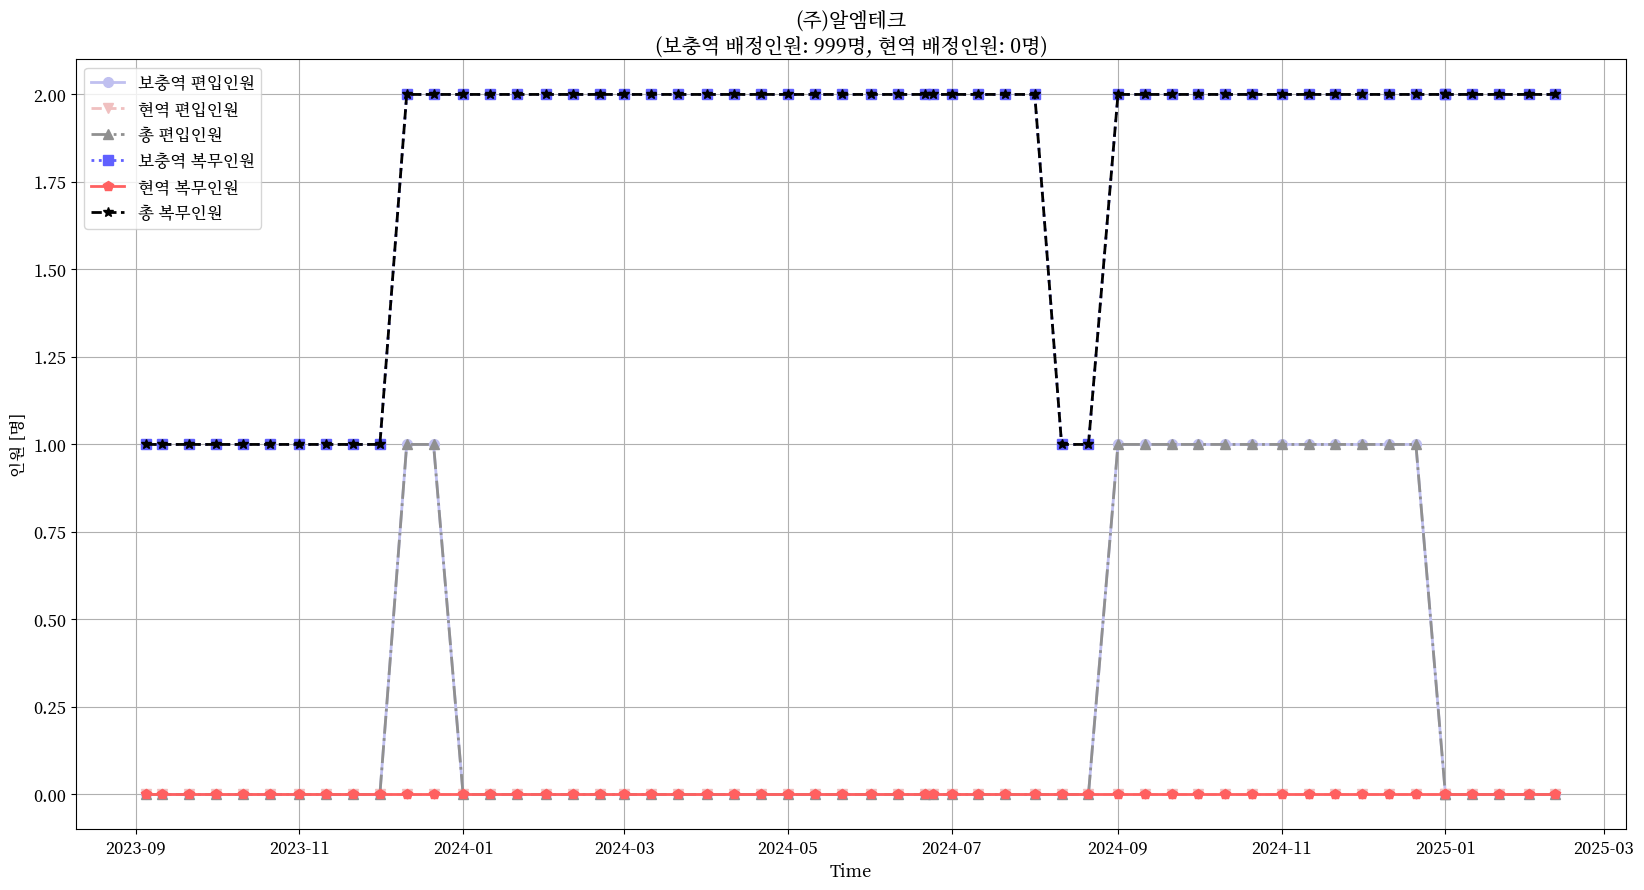 (주)알엠테크
(보충역 배정인원: 999명, 현역 배정인원: 0명)
보충역 편입인원
현역 편입인원
총 편입인원
보충역 복무인원
현역 복무인원
총 복무인원
2.00
1.75
1.50
1.25
1.00
0.75
0.50
0.25
0.00
인원 [명]
2023-09 2023-11 2024-01 2024-03 2024-05 2024-07 2024-09 2024-11 2025-01 2025-03
Time